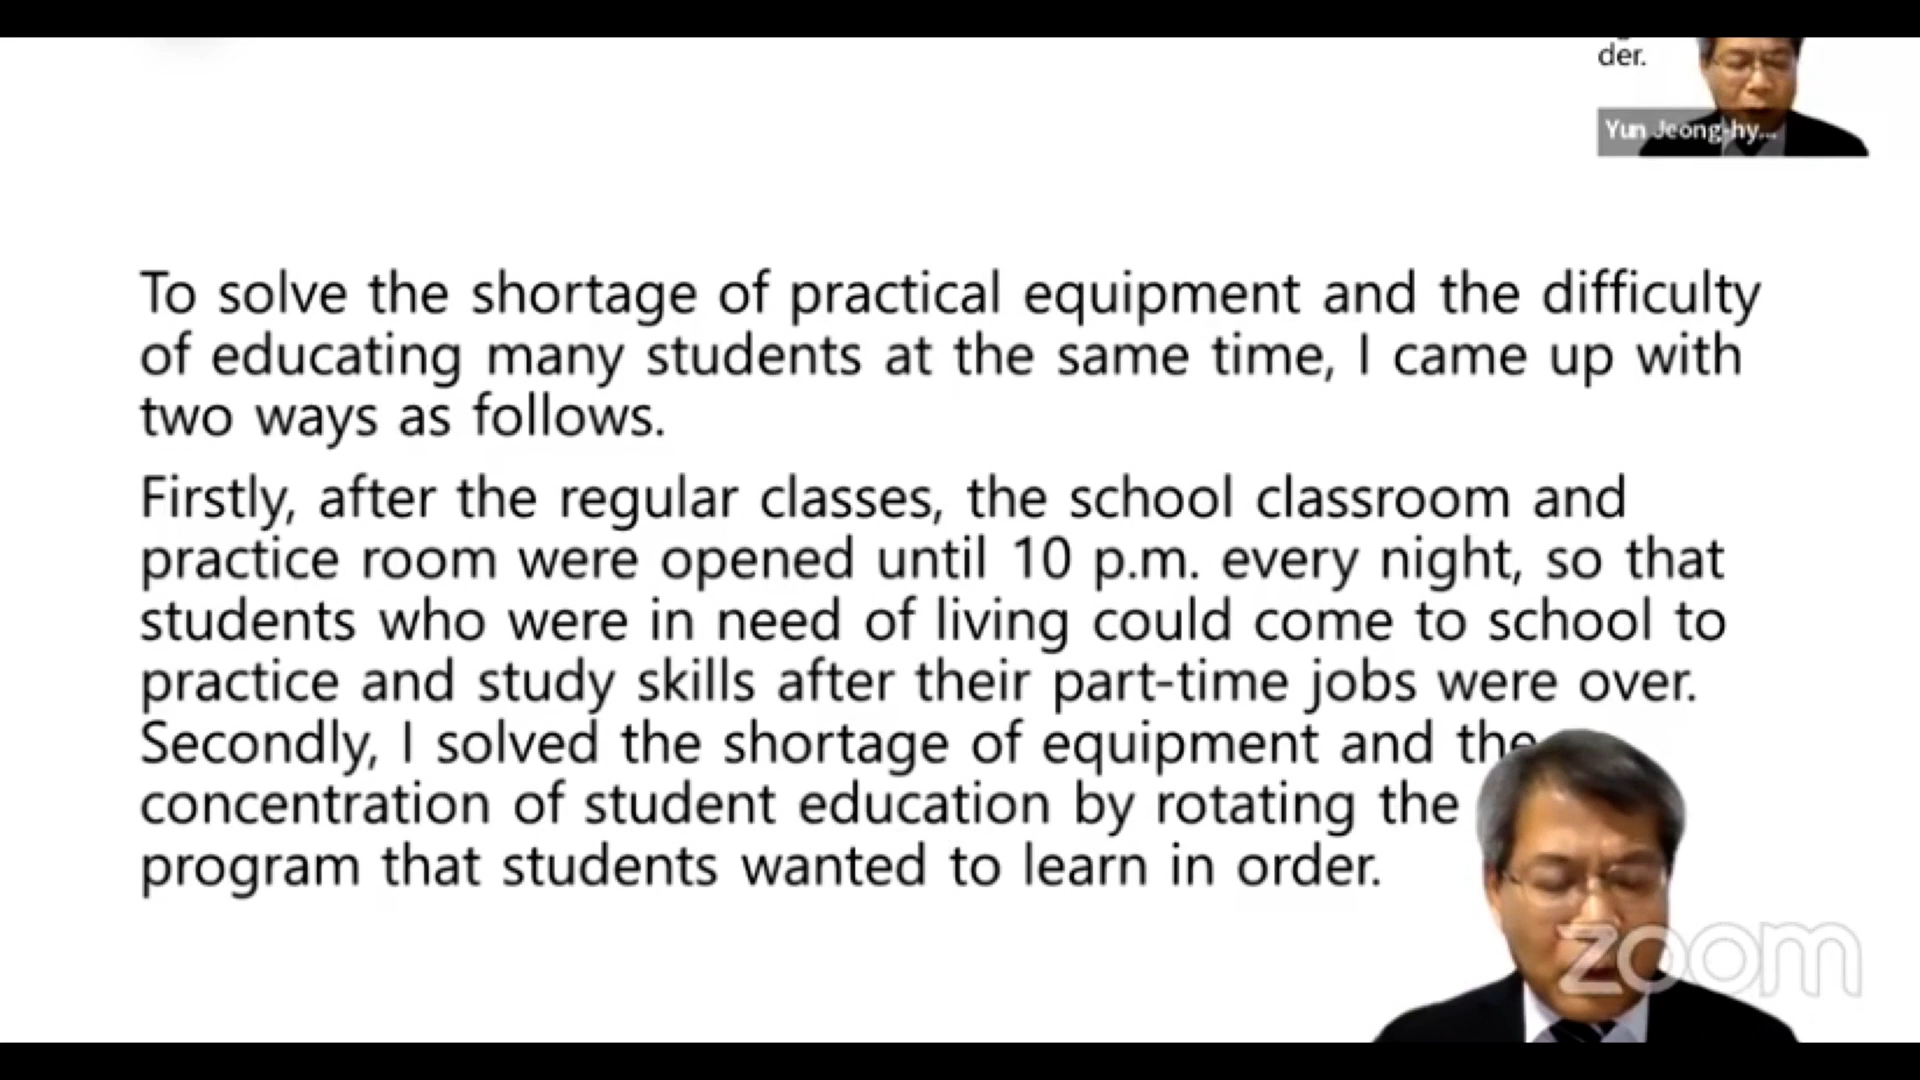 der.
Yun Jeong-hy...
To solve the shortage of practical equipment and the difficulty
of educating many students at the same time, I came up with
two ways as follows.
Firstly, after the regular classes, the school classroom and
practice room were opened until 10 p.m. every night, so that
students who were in need of living could come to school to
practice and study skills after their part-time jobs were over.
Secondly, I solved the shortage of equipment and the
concentration of student education by rotating the
program that students wanted to learn in order.
zoom